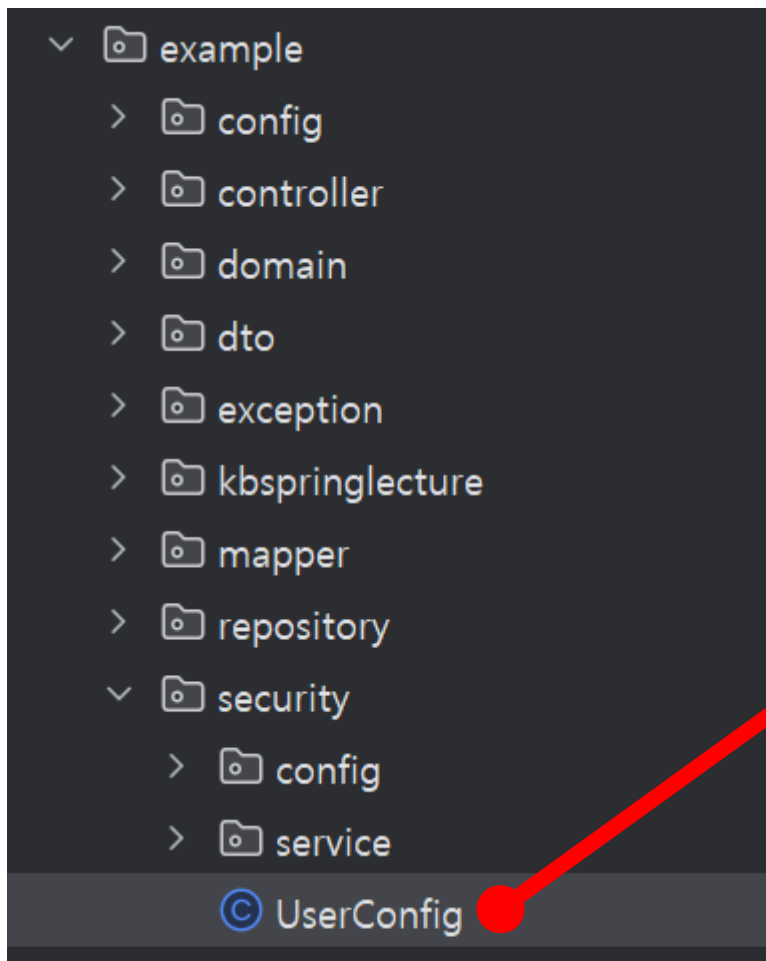 example
config
controller
domain
dto
exception
kbspringlecture
mapper
repository
security
config
service
UserConfig